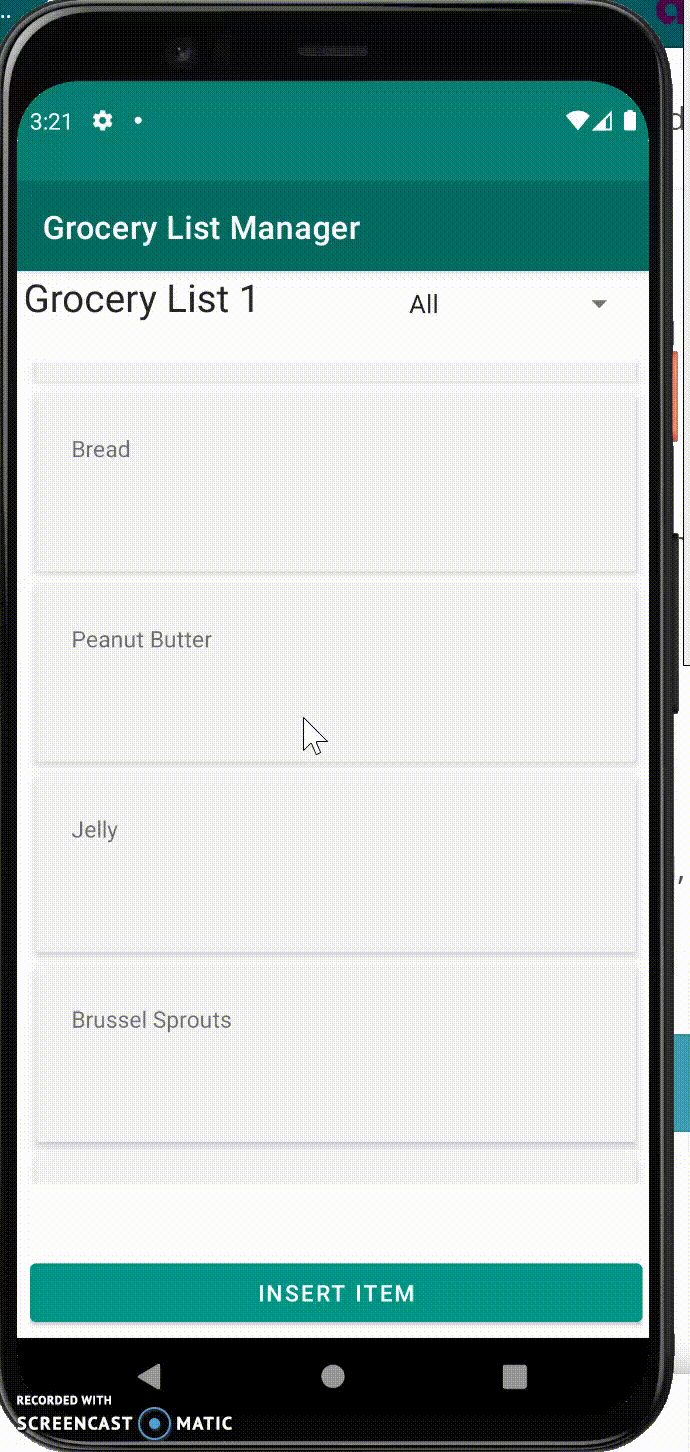 3:21
Grocery List Manager
Grocery List 1
All
Bread
Peanut Butter
Jelly
Brussel Sprouts
INSERT ITEM
RECORDED WITH
SCREENCAST MATIC